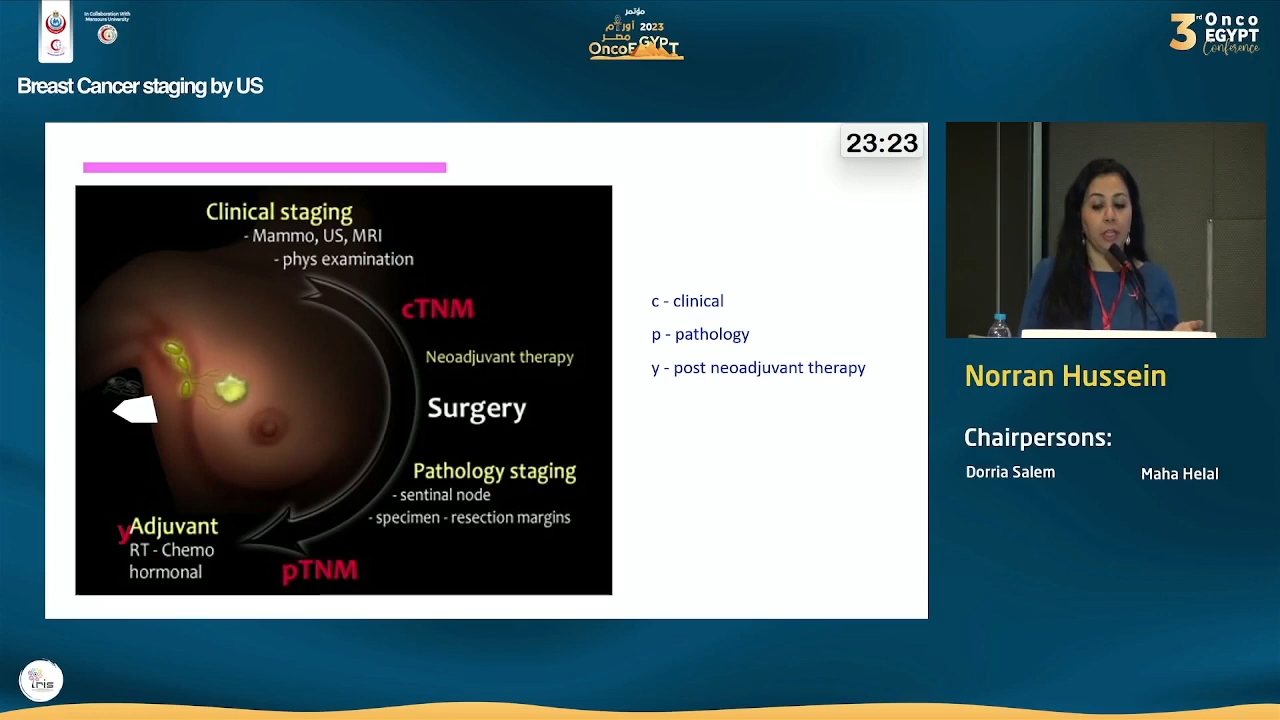 In Collaboration With
Mansoura University
مؤتمر
أورام 2023
مصر
OncoEGYPT
3rd Onco
EGYPT
Conference
Breast Cancer staging by US
23:23
Clinical staging
- Mammo, US, MRI
- phys examination
cTNM
Neoadjuvant therapy
Surgery
Pathology staging
- sentinal node
- specimen - resection margins
yAdjuvant
RT - Chemo
hormonal
pTNM
c - clinical
p - pathology
y - post neoadjuvant therapy
Norran Hussein
Chairpersons:
Dorria Salem
Maha Helal
iris